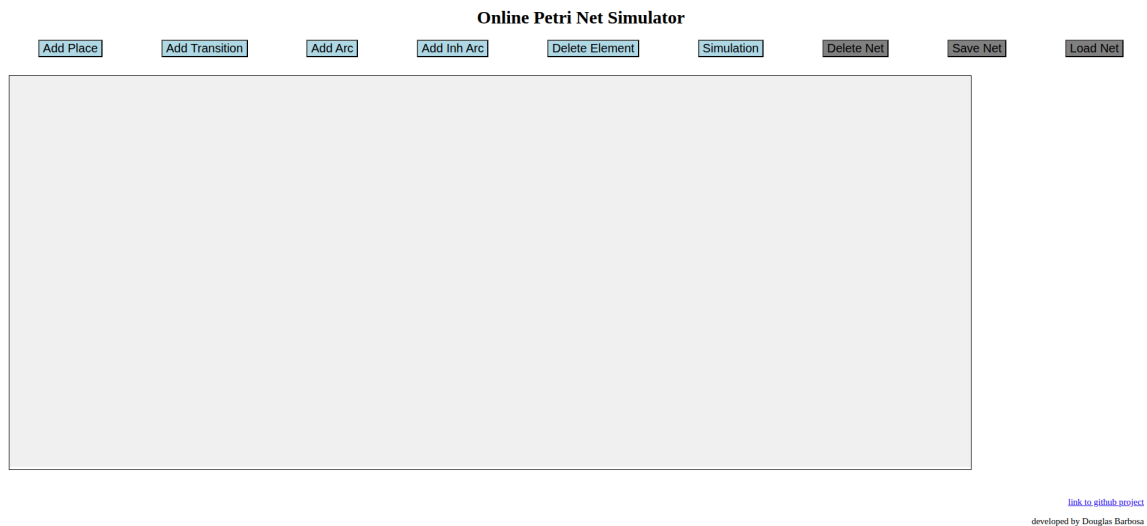 Online Petri Net Simulator
Add Place Add Transition Add Arc Add Inh Arc Delete Element Simulation Delete Net Save Net Load Net
link to github project
developed by Douglas Barbosa